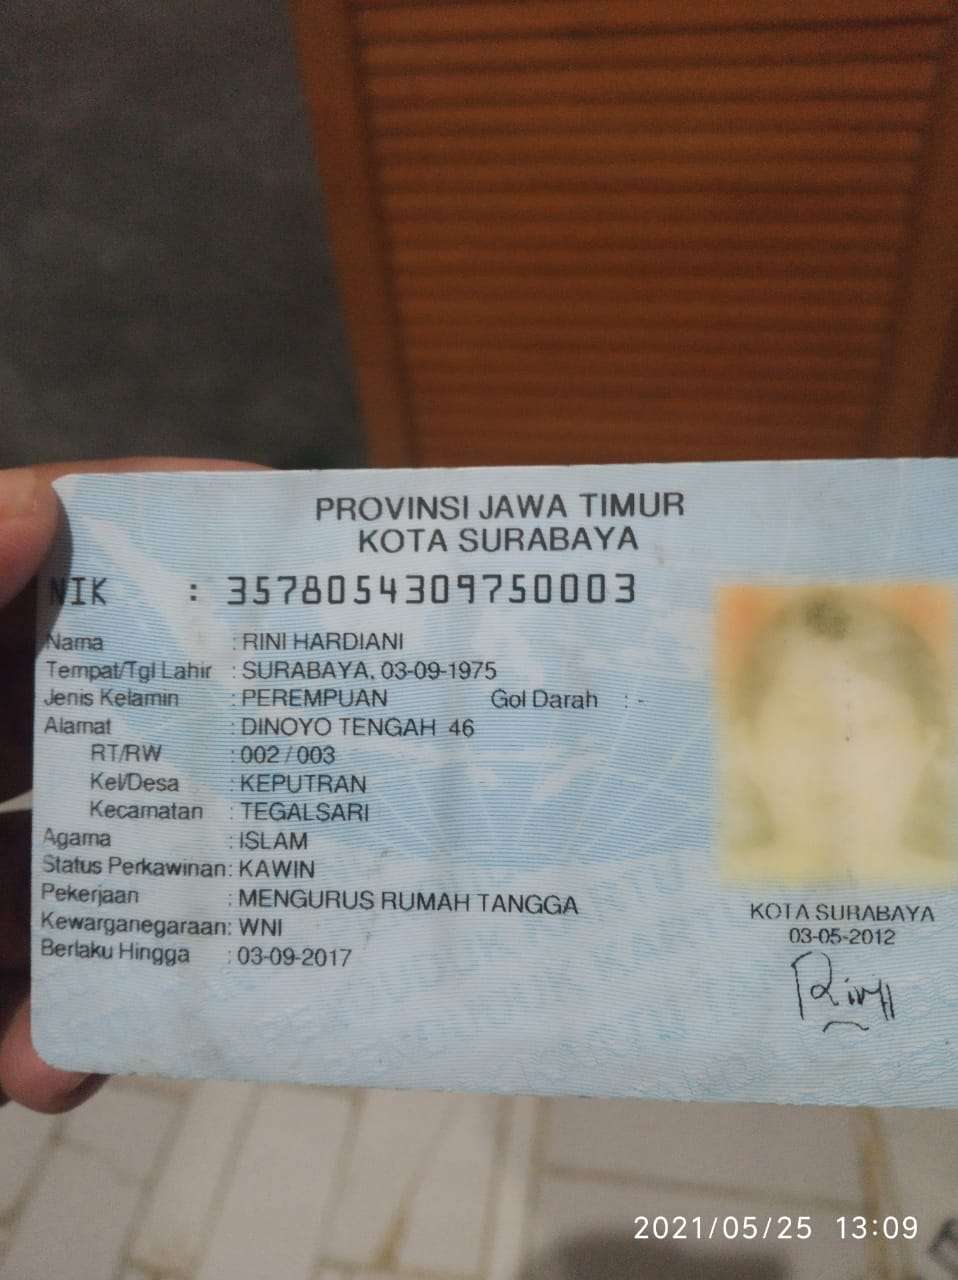 PROVINSI JAWA TIMUR
KOTA SURABAYA
NIK : 3578054309750003
Nama : RINI HARDIANI
Tempat/Tgl Lahir : SURABAYA, 03-09-1975
Jenis Kelamin : PEREMPUAN Gol Darah : -
Alamat : DINOYO TENGAH 46
RT/RW : 002 / 003
Kel/Desa : KEPUTRAN
Kecamatan : TEGALSARI
Agama : ISLAM
Status Perkawinan: KAWIN
Pekerjaan : MENGURUS RUMAH TANGGA
Kewarganegaraan: WNI
Berlaku Hingga : 03-09-2017
KOTA SURABAYA
03-05-2012
2021/05/25 13:09